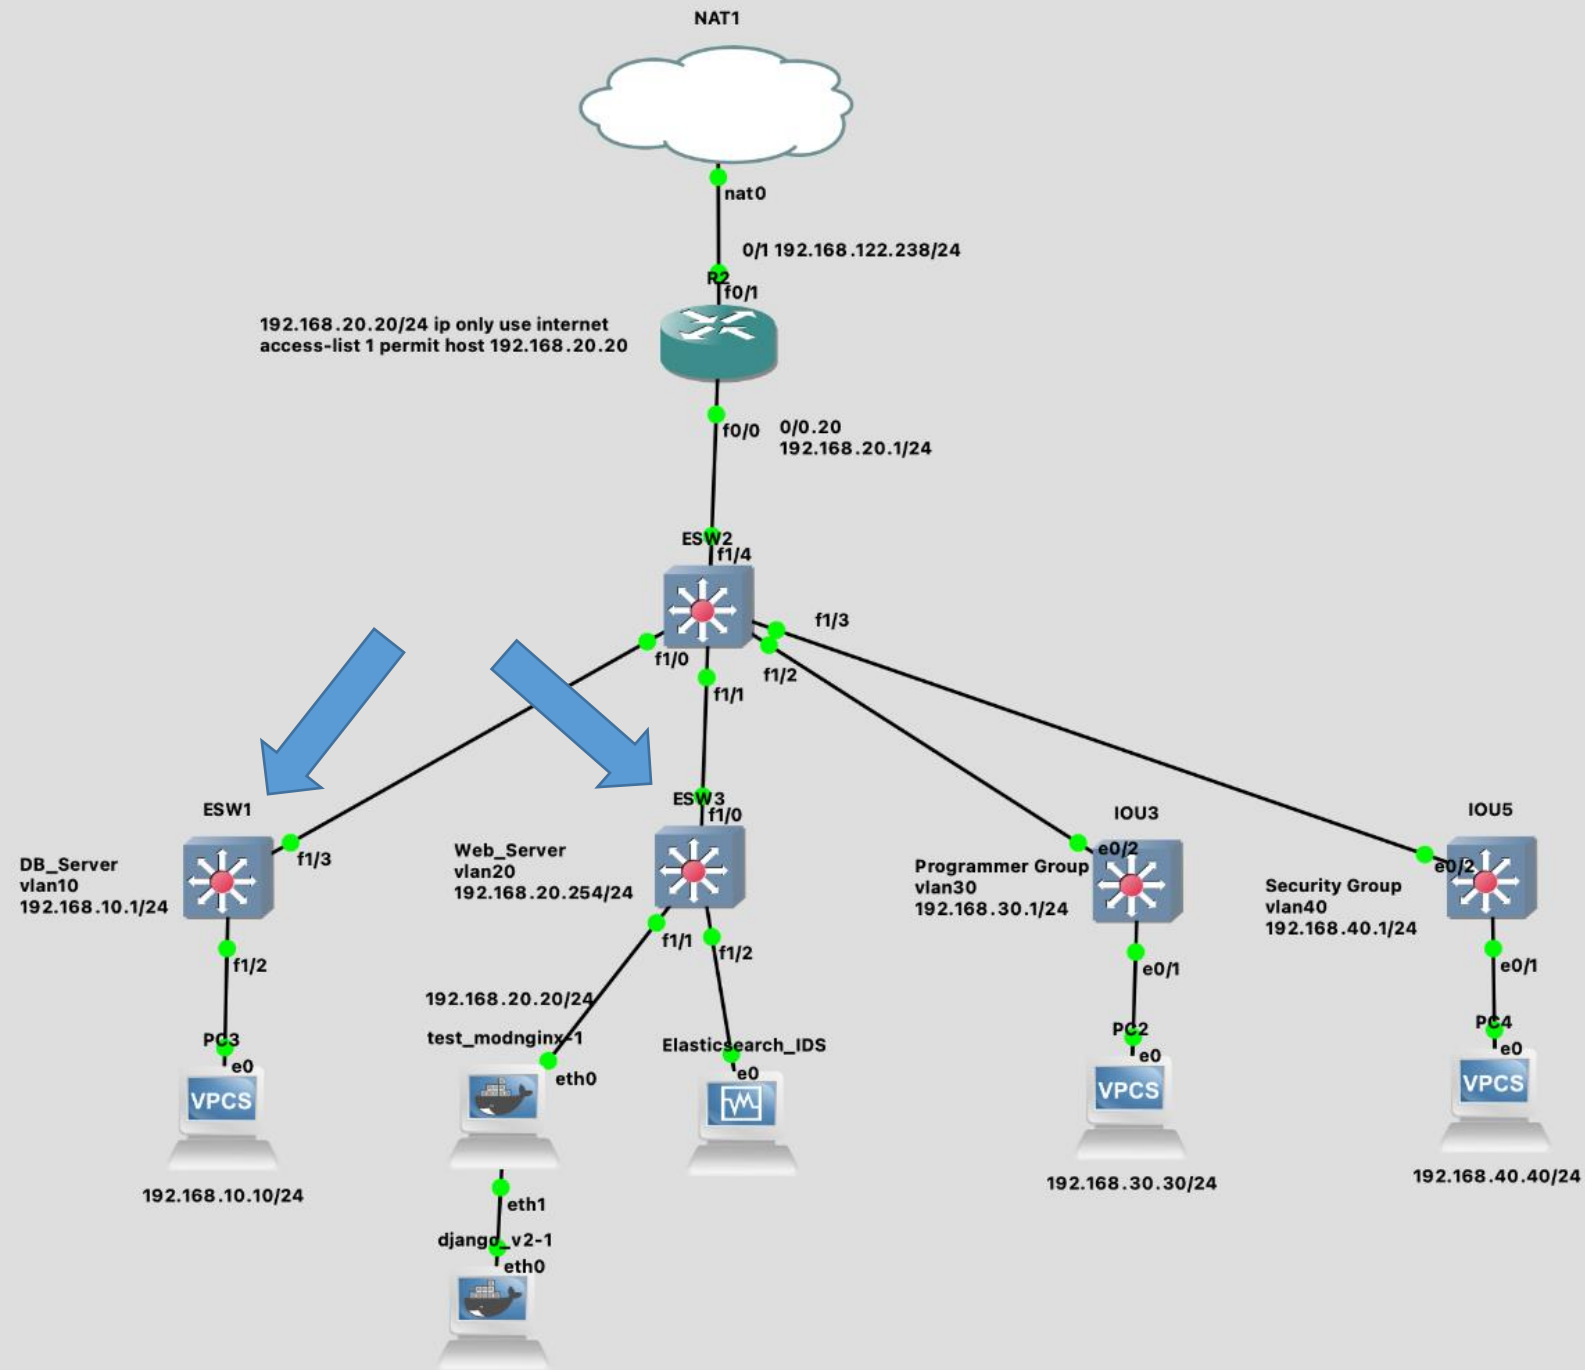 NAT1
nat0
0/1 192.168.122.238/24
R2
f0/1
192.168.20.20/24 ip only use internet
access-list 1 permit host 192.168.20.20
f0/0
0/0.20
192.168.20.1/24
ESW2
f1/4
f1/3
f1/0
f1/2
f1/1
ESW1
f1/3
DB_Server
vlan10
192.168.10.1/24
f1/2
ESW3
f1/0
Web_Server
vlan20
192.168.20.254/24
f1/1
f1/2
IOU3
e0/2
Programmer Group
vlan30
192.168.30.1/24
e0/1
IOU5
e0/2
Security Group
vlan40
192.168.40.1/24
e0/1
PC3
e0
VPCS
192.168.10.10/24
192.168.20.20/24
test_modnginx-1
eth0
Elasticsearch_IDS
e0
PC2
e0
VPCS
192.168.30.30/24
PC4
e0
VPCS
192.168.40.40/24
eth1
django_v2-1
eth0